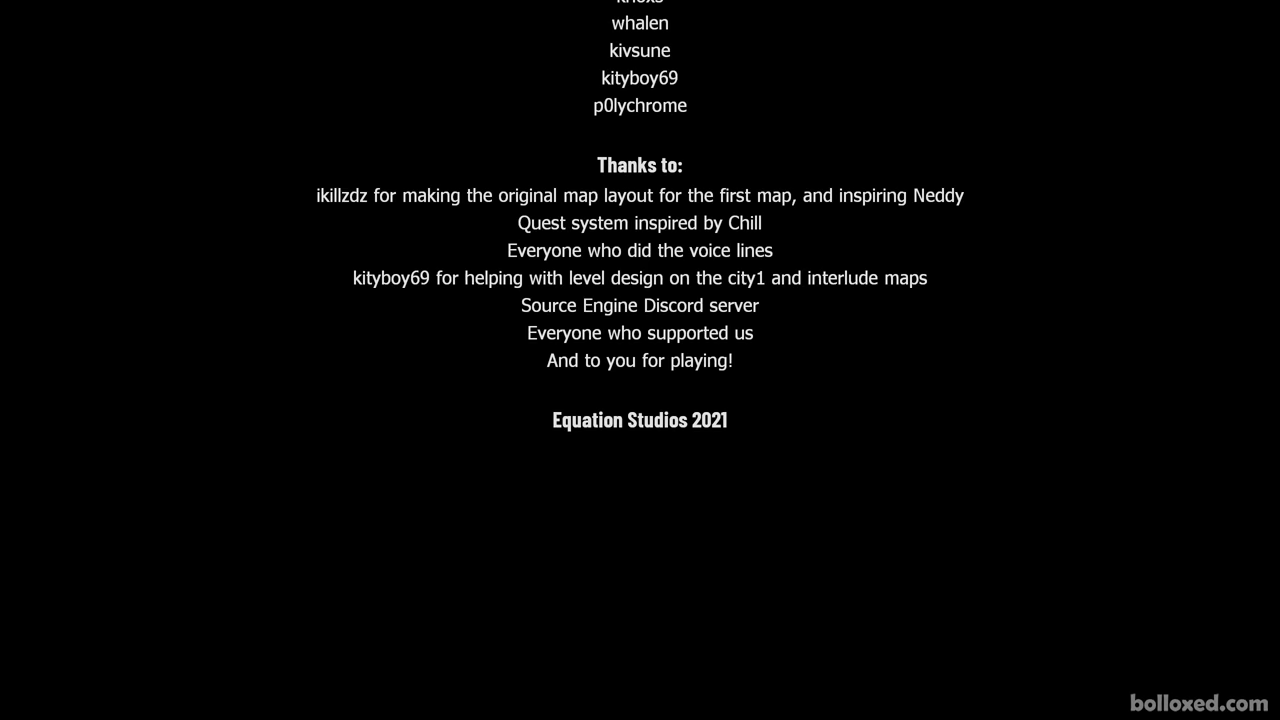 whalen
kivsune
kityboy69
p0lychrome
Thanks to:
ikillzdz for making the original map layout for the first map, and inspiring Neddy
Quest system inspired by Chill
Everyone who did the voice lines
kityboy69 for helping with level design on the city1 and interlude maps
Source Engine Discord server
Everyone who supported us
And to you for playing!
Equation Studios 2021
bolloxed.com